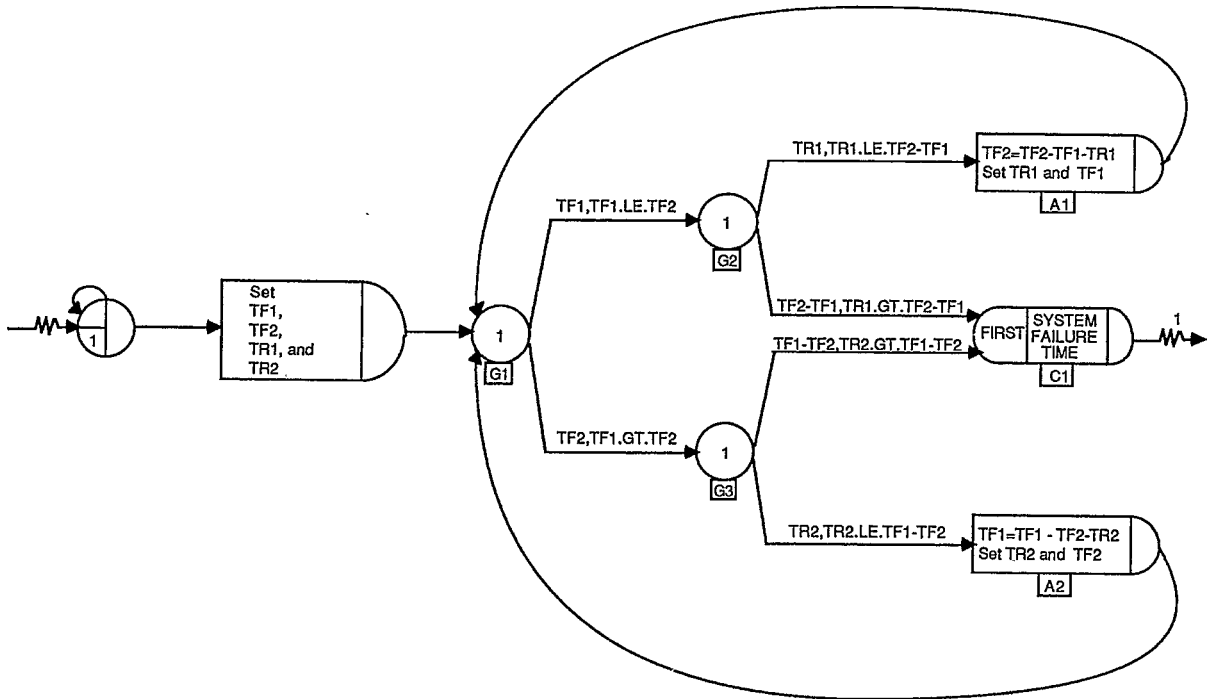 1
Set
TF1,
TF2,
TR1, and
TR2
1
G1
TF1,TF1.LE.TF2
1
G2
TF2,TF1.GT.TF2
1
G3
TR1,TR1.LE.TF2-TF1
TF2=TF2-TF1-TR1
Set TR1 and TF1
A1
TF2-TF1,TR1.GT.TF2-TF1
TF1-TF2,TR2.GT.TF1-TF2
FIRST
SYSTEM
FAILURE
TIME
C1
1
TR2,TR2.LE.TF1-TF2
TF1=TF1 - TF2-TR2
Set TR2 and TF2
A2